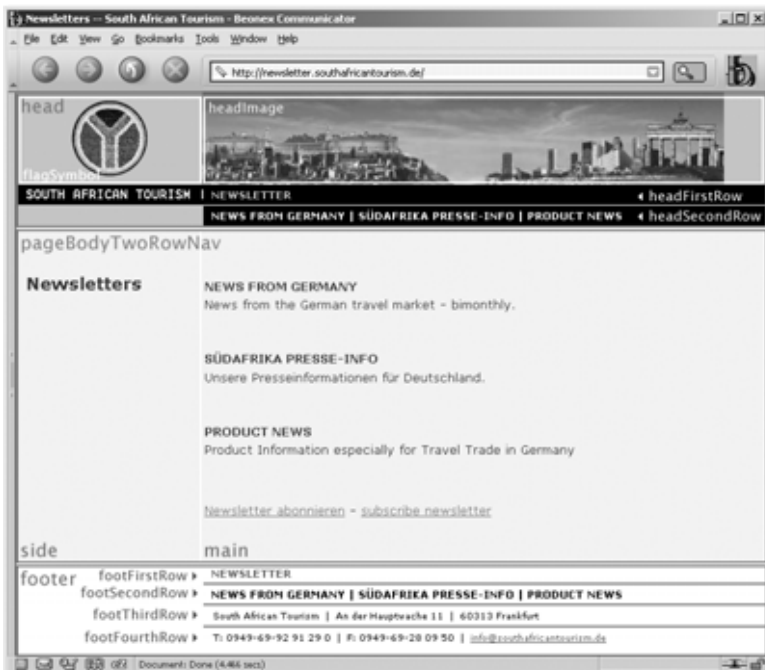 Newsletters -- South African Tourism - Beonex Communicator
File Edit View Go Bookmarks Tools Window Help
http://newsletter.southafricantourism.de/
head
headImage
flagSymbol
SOUTH AFRICAN TOURISM | NEWSLETTER headFirstRow
NEWS FROM GERMANY | SÜDAFRIKA PRESSE-INFO | PRODUCT NEWS headSecondRow
pageBodyTwoRowNav
Newsletters
NEWS FROM GERMANY
News from the German travel market - bimonthly.
SÜDAFRIKA PRESSE-INFO
Unsere Presseinformationen für Deutschland.
PRODUCT NEWS
Product Information especially for Travel Trade in Germany
Newsletter abonnieren - subscribe newsletter
side
main
footer
footFirstRow NEWSLETTER
footSecondRow NEWS FROM GERMANY | SÜDAFRIKA PRESSE-INFO | PRODUCT NEWS
footThirdRow South African Tourism | An der Hauptwache 11 | 60313 Frankfurt
footFourthRow T: 0949-69-92 91 29 0 | F: 0949-69-28 09 50 | info@southafricantourism.de
Document: Done (4.466 secs)